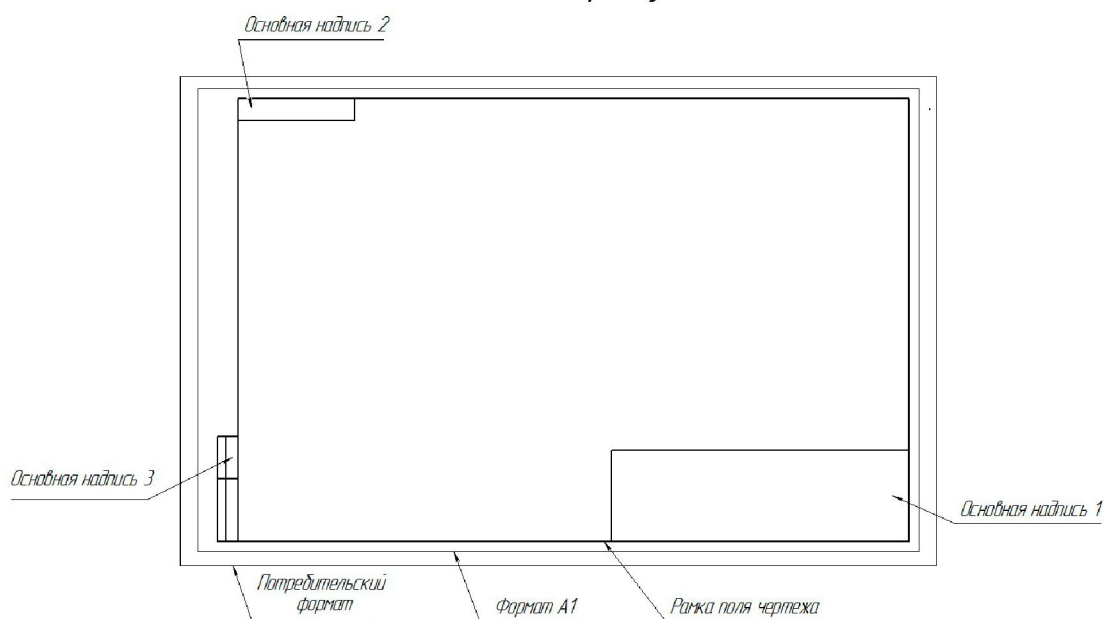 Основная надпись 2
Основная надпись 3
Основная надпись 1
Потребительский
формат
Формат А1
Рамка поля чертежа